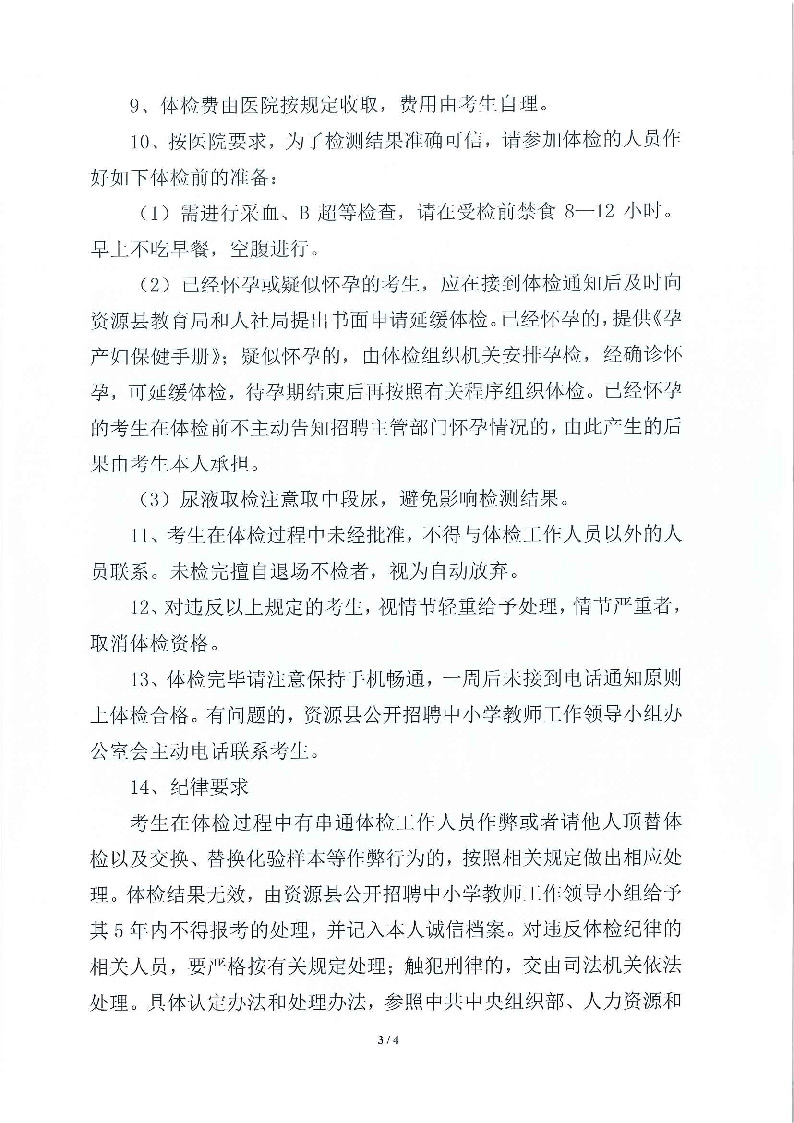 9、体检费由医院按规定收取，费用由考生自理。
10、按医院要求，为了检测结果准确可信，请参加体检的人员作
好如下体检前的准备：
（1）需进行采血、B 超等检查，请在受检前禁食 8—12 小时。
早上不吃早餐，空腹进行。
（2）已经怀孕或疑似怀孕的考生，应在接到体检通知后及时向
资源县教育局和人社局提出书面申请延缓体检。已经怀孕的，提供《孕
产妇保健手册》；疑似怀孕的，由体检组织机关安排孕检，经确诊怀
孕，可延缓体检，待孕期结束后再按照有关程序组织体检。已经怀孕
的考生在体检前不主动告知招聘主管部门怀孕情况的，由此产生的后
果由考生本人承担。
（3）尿液取检注意取中段尿，避免影响检测结果。
11、考生在体检过程中未经批准，不得与体检工作人员以外的人
员联系。未检完擅自退场不检者，视为自动放弃。
12、对违反以上规定的考生，视情节轻重给予处理，情节严重者，
取消体检资格。
13、体检完毕请注意保持手机畅通，一周后未接到电话通知原则
上体检合格。有问题的，资源县公开招聘中小学教师工作领导小组办
公室会主动电话联系考生。
14、纪律要求
考生在体检过程中有串通体检工作人员作弊或者请他人顶替体
检以及交换、替换化验样本等作弊行为的，按照相关规定做出相应处
理。体检结果无效，由资源县公开招聘中小学教师工作领导小组给予
其 5 年内不得报考的处理，并记入本人诚信档案。对违反体检纪律的
相关人员，要严格按有关规定处理；触犯刑律的，交由司法机关依法
处理。具体认定办法和处理办法，参照中共中央组织部、人力资源和
3 / 4